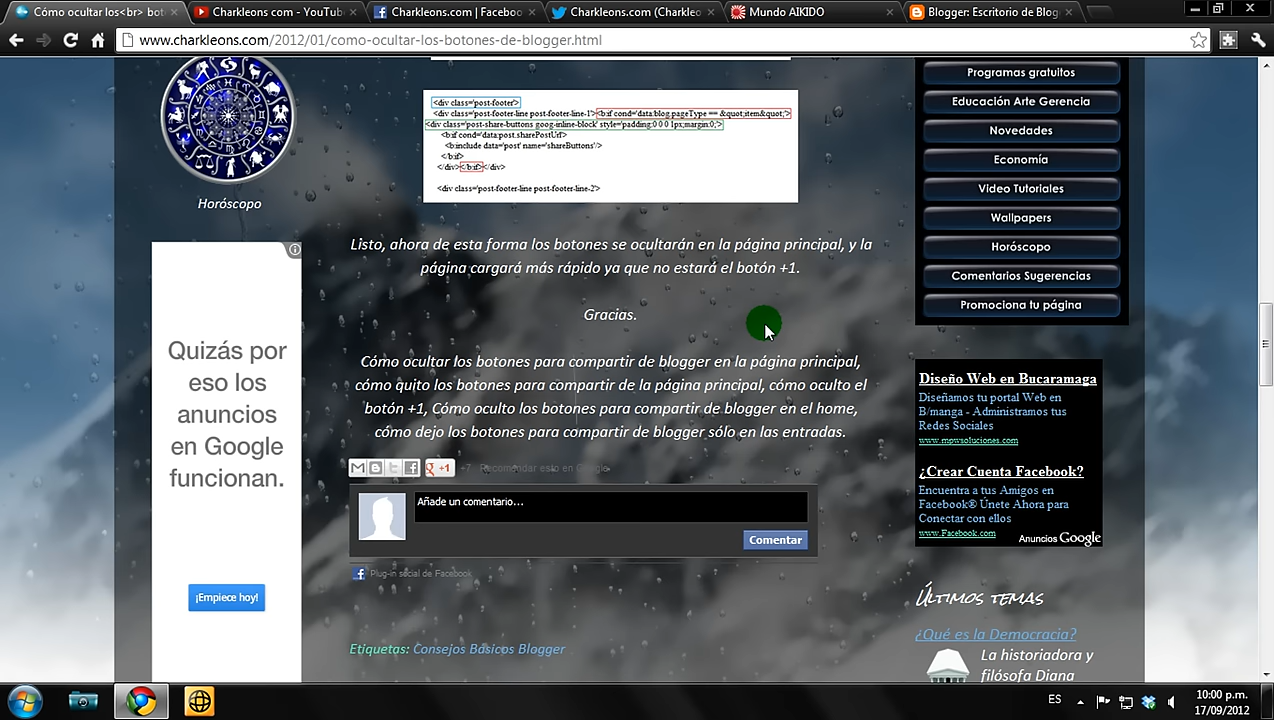 Cómo ocultar los<br> bot
Charkleons com - YouTub
Charkleons.com | Faceboo
Charkleons.com (Charkleo
Mundo AIKIDO
Blogger: Escritorio de Blog
www.charkleons.com/2012/01/como-ocultar-los-botones-de-blogger.html
Horóscopo
Quizás por
eso los
anuncios
en Google
funcionan.
¡Empiece hoy!
<div class='post-footer'>
<div class='post-footer-line post-footer-line-1'><b:if cond='data:blog.pageType == &quot;item&quot;'>
<div class='post-share-buttons goog-inline-block' style='padding:0 0 0 1px;margin:0;'>
<b:if cond='data:post.sharePostUrl'>
<b:include data='post' name='shareButtons'/>
</b:if>
</div></b:if></div>
<div class='post-footer-line post-footer-line-2'>
Listo, ahora de esta forma los botones se ocultarán en la página principal, y la
página cargará más rápido ya que no estará el botón +1.
Gracias.
Cómo ocultar los botones para compartir de blogger en la página principal,
cómo quito los botones para compartir de la página principal, cómo oculto el
botón +1, Cómo oculto los botones para compartir de blogger en el home,
cómo dejo los botones para compartir de blogger sólo en las entradas.
+1 +7 Recomendar esto en Google
Añade un comentario...
Comentar
Plug-in social de Facebook
Etiquetas: Consejos Básicos Blogger
Programas gratuitos
Educación Arte Gerencia
Novedades
Economía
Video Tutoriales
Wallpapers
Horóscopo
Comentarios Sugerencias
Promociona tu página
Diseño Web en Bucaramaga
Diseñamos tu portal Web en
B/manga - Administramos tus
Redes Sociales
www.mpwsoluciones.com
¿Crear Cuenta Facebook?
Encuentra a tus Amigos en
Facebook® Únete Ahora para
Conectar con ellos
www.Facebook.com
Anuncios Google
Últimos temas
¿Qué es la Democracia?
La historiadora y
filósofa Diana
ES
10:00 p.m.
17/09/2012